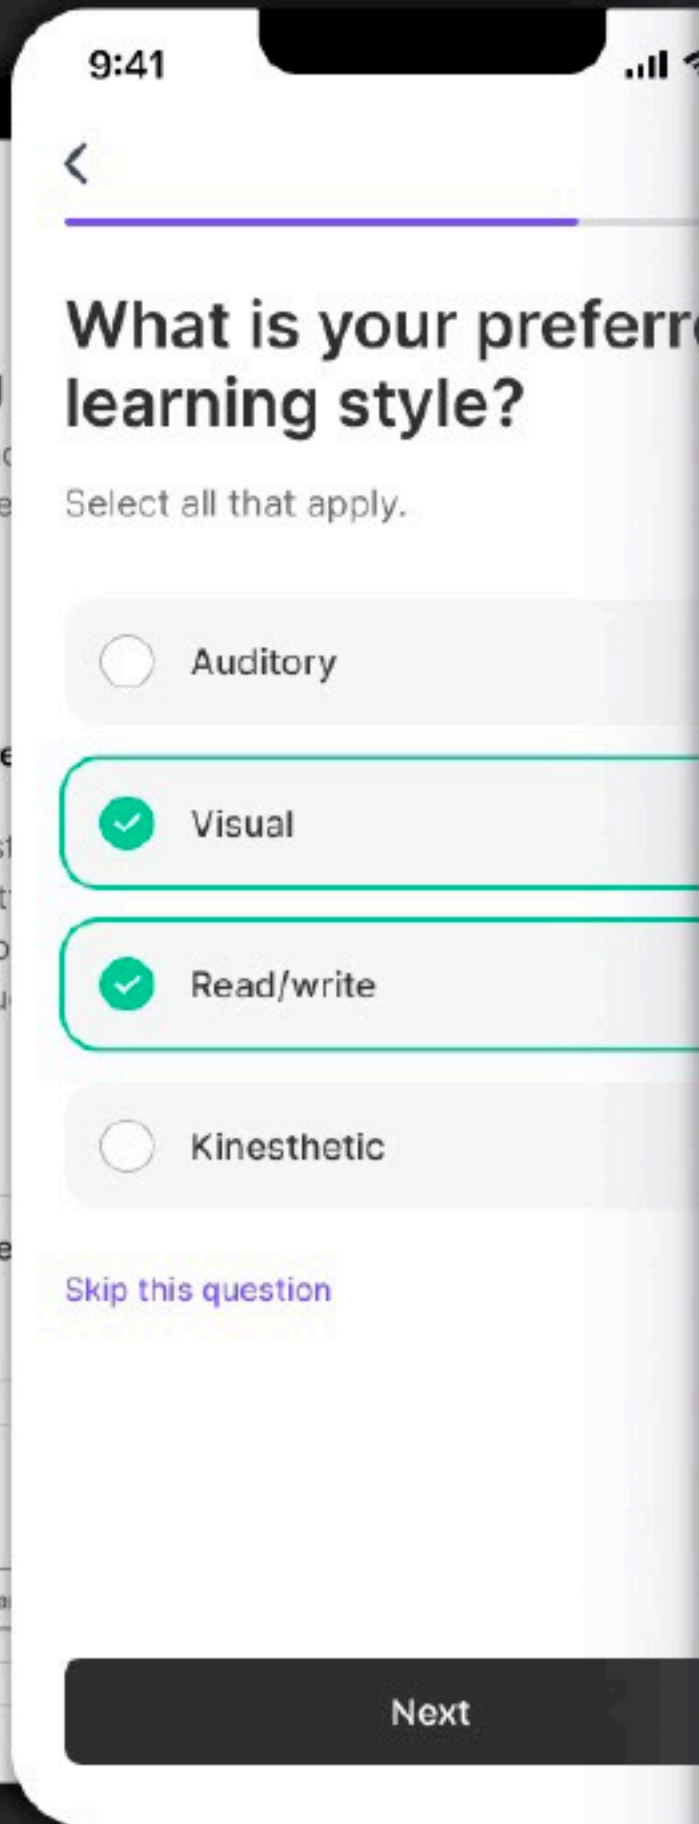 9:41
What is your preferr
learning style?
Select all that apply.
Auditory
Visual
Read/write
Kinesthetic
Skip this question
Next